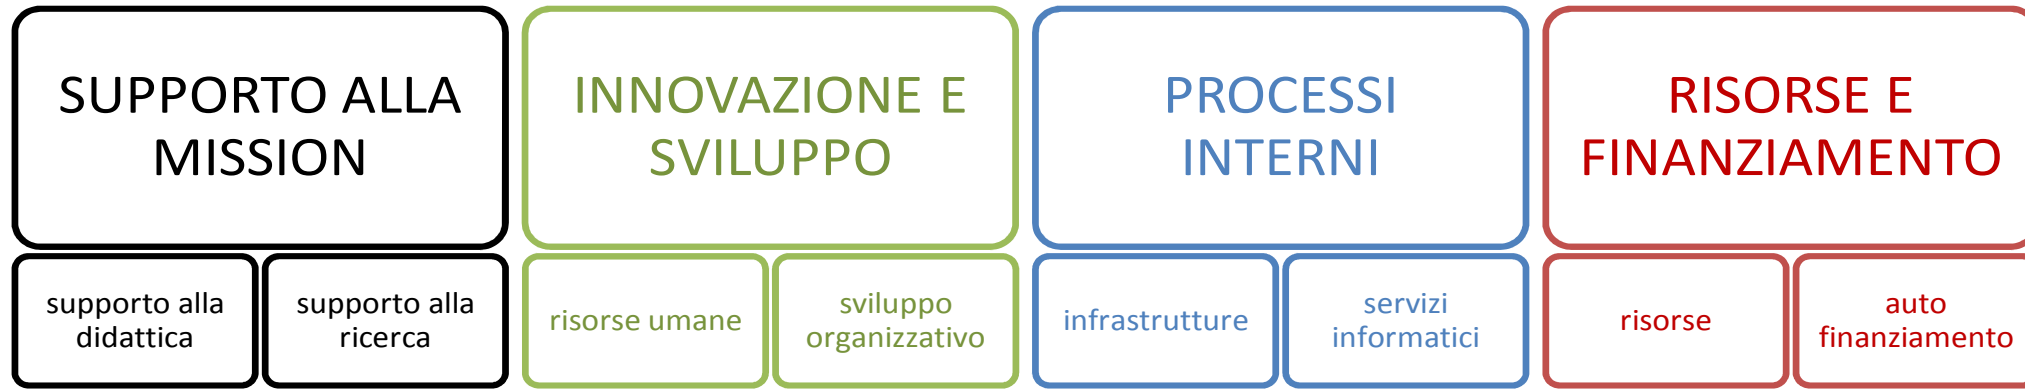 SUPPORTO ALLA
MISSION
INNOVAZIONE E
SVILUPPO
PROCESSI
INTERNI
RISORSE E
FINANZIAMENTO
supporto alla
didattica
supporto alla
ricerca
risorse umane
sviluppo
organizzativo
infrastrutture
servizi
informatici
risorse
auto
finanziamento